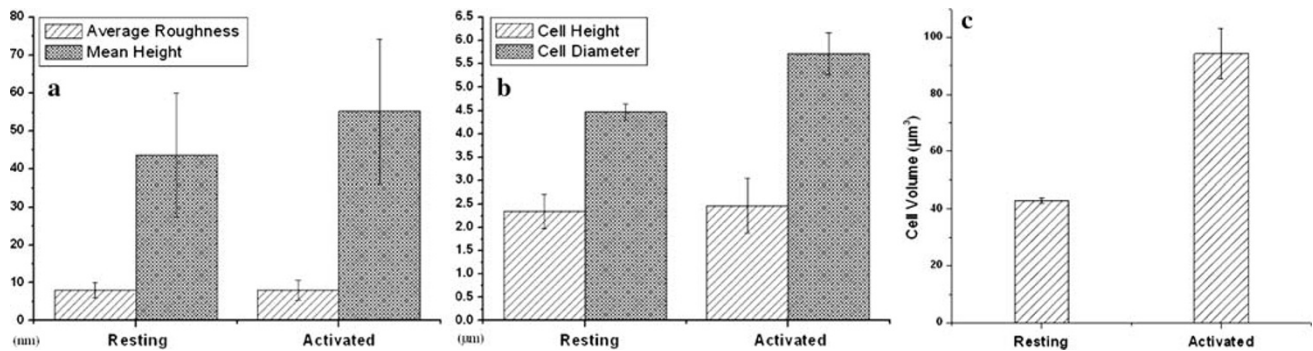 a
Average Roughness
Mean Height
80
70
60
50
40
30
20
10
0
(nm)
Resting
Activated
b
Cell Height
Cell Diameter
6.5
6.0
5.5
5.0
4.5
4.0
3.5
3.0
2.5
2.0
1.5
1.0
0.5
0.0
(μm)
Resting
Activated
c
Cell Volume (μm³)
100
80
60
40
20
0
Resting
Activated